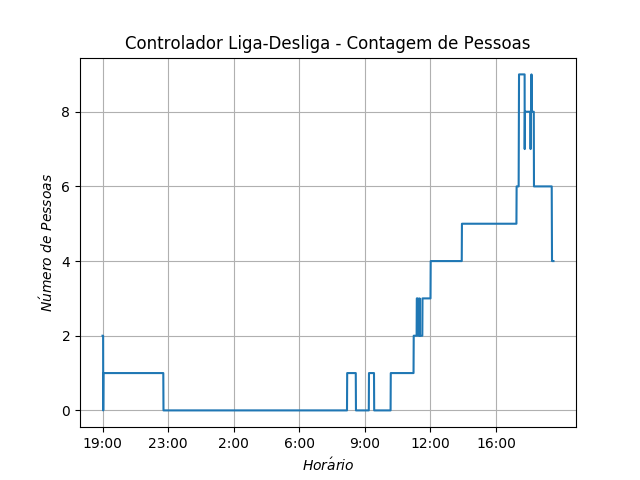 Controlador Liga-Desliga - Contagem de Pessoas
Número de Pessoas
8
6
4
2
0
19:00 23:00 2:00 6:00 9:00 12:00 16:00
Horário